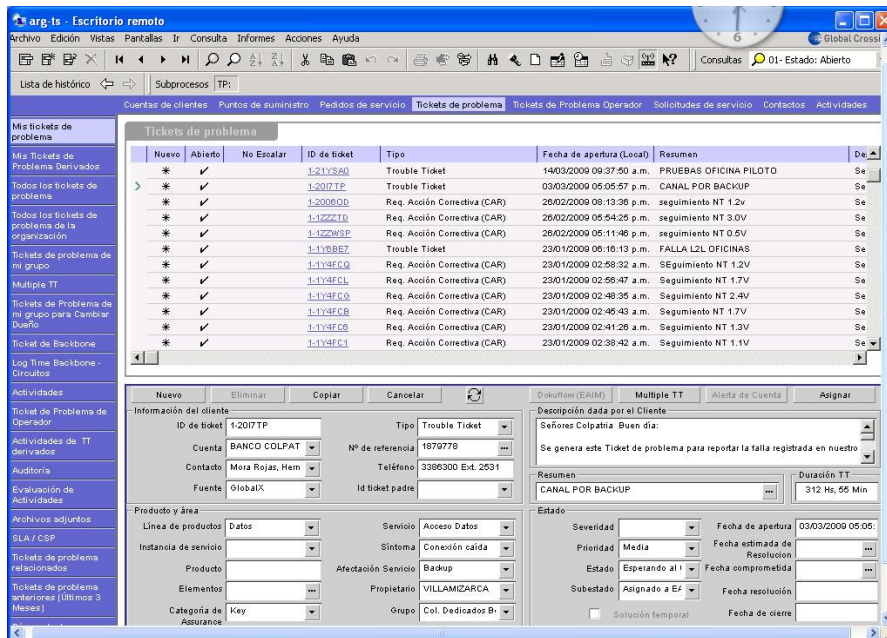 arg-ts - Escritorio remoto
Archivo Edición Vistas Pantallas Ir Consulta Informes Acciones Ayuda
Global Crossi
Consultas 01- Estado: Abierto
Lista de histórico Subprocesos TP:
Cuentas de clientes Puntos de suministro Pedidos de servicio Tickets de problema Tickets de Problema Operador Solicitudes de servicio Contactos Actividades
Mis tickets de
problema
Mis Tickets de
Problema Derivados
Todos los tickets de
problema
Todos los tickets de
problema de la
organización
Tickets de problema de
mi grupo
Multiple TT
Tickets de Problema de
mi grupo para Cambiar
Dueño
Ticket de Backbone
Log Time Backbone -
Circuitos
Actividades
Ticket de Problema de
Operador
Actividades de TT
derivados
Auditoría
Evaluación de
Actividades
Archivos adjuntos
SLA / CSP
Tickets de problema
relacionados
Tickets de problema
anteriores (Últimos 3
Meses)
Tickets de problema
Nuevo Abierto No Escalar ID de ticket Tipo Fecha de apertura (Local) Resumen De
1-21YSAQ Trouble Ticket 14/03/2009 09:37:50 a.m. PRUEBAS OFICINA PILOTO Se
1-20I7TP Trouble Ticket 03/03/2009 05:05:57 p.m. CANAL POR BACKUP Se
1-2006OD Req. Acción Correctiva (CAR) 26/02/2009 08:13:36 p.m. seguimiento NT 1.2v Se
1-1ZZZTD Req. Acción Correctiva (CAR) 26/02/2009 05:54:25 p.m. seguimiento NT 3.0V Se
1-1ZZWSP Req. Acción Correctiva (CAR) 26/02/2009 05:11:46 p.m. seguimiento NT 0.5V Se
1-1Y6BE7 Trouble Ticket 23/01/2009 06:16:13 p.m. FALLA L2L OFICINAS Se
1-1Y4FCQ Req. Acción Correctiva (CAR) 23/01/2009 02:58:32 a.m. SEguimiento NT 1.2V Se
1-1Y4FCL Req. Acción Correctiva (CAR) 23/01/2009 02:56:47 a.m. Seguimiento NT 1.7V Se
1-1Y4FCG Req. Acción Correctiva (CAR) 23/01/2009 02:48:35 a.m. Seguimiento NT 2.4V Se
1-1Y4FCB Req. Acción Correctiva (CAR) 23/01/2009 02:45:43 a.m. Serguimiento NT 1.7V Se
1-1Y4FC6 Req. Acción Correctiva (CAR) 23/01/2009 02:41:26 a.m. Seguimiento NT 1.3V Se
1-1Y4FC1 Req. Acción Correctiva (CAR) 23/01/2009 02:38:42 a.m. Seguimiento NT 1.1V Se
Nuevo Eliminar Copiar Cancelar Dokuflow (EAIM) Multiple TT Alerta de Cuenta Asignar
Información del cliente
ID de ticket 1-20I7TP Tipo Trouble Ticket
Cuenta BANCO COLPAT Nº de referencia 1879778
Contacto Mora Rojas, Hern Teléfono 3386300 Ext. 2531
Fuente GlobalX Id ticket padre
Descripción dada por el Cliente
Señores Colpatria Buen día:
Se genera este Ticket de problema para reportar la falla registrada en nuestro
Resumen Duración TT
CANAL POR BACKUP 312 Hs, 55 Min
Producto y área
Línea de productos Datos Servicio Acceso Datos
Instancia de servicio Síntoma Conexión caída
Producto Afectación Servicio Backup
Elementos Propietario VILLAMIZARCA
Categoría de
Assurance Key Grupo Col. Dedicados B
Estado
Severidad Fecha de apertura 03/03/2009 05:05:
Prioridad Media Fecha estimada de
Resolucion
Estado Esperando al Fecha comprometida
Subestado Asignado a Fecha resolución
Solución temporal Fecha de cierre